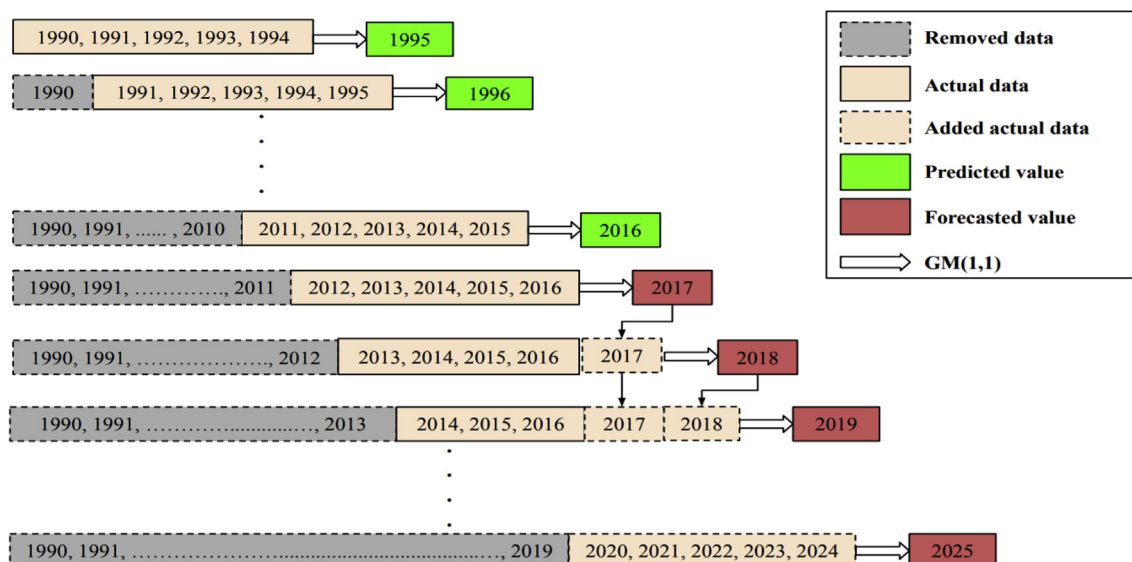 1990, 1991, 1992, 1993, 1994
1995
1990
1991, 1992, 1993, 1994, 1995
1996
1990, 1991, ...... , 2010
2011, 2012, 2013, 2014, 2015
2016
1990, 1991, ............., 2011
2012, 2013, 2014, 2015, 2016
2017
1990, 1991, ...................., 2012
2013, 2014, 2015, 2016
2017
2018
1990, 1991, ..........................., 2013
2014, 2015, 2016
2017
2018
2019
1990, 1991, ............................................................, 2019
2020, 2021, 2022, 2023, 2024
2025
Removed data
Actual data
Added actual data
Predicted value
Forecasted value
GM(1,1)